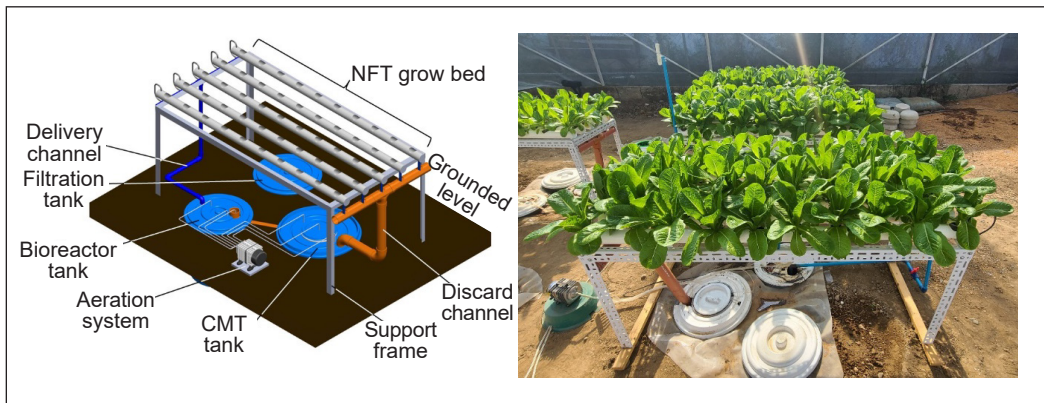 NFT grow bed
Delivery
channel
Filtration
tank
Grounded
level
Bioreactor
tank
Aeration
system
CMT
tank
Support
frame
Discard
channel